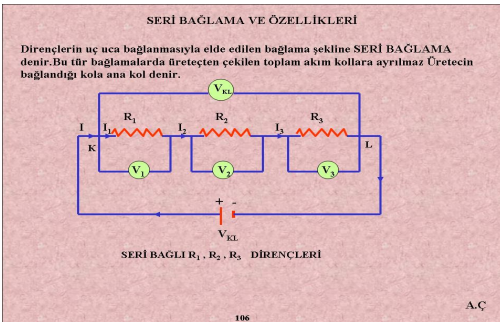 SERİ BAĞLAMA VE ÖZELLİKLERİ
Dirençlerin uç uca bağlanmasıyla elde edilen bağlama şekline SERİ BAĞLAMA
denir.Bu tür bağlamalarda üreteçten çekilen toplam akım kollara ayrılmaz Üretecin
bağlandığı kola ana kol denir.
V_KL
R₁ R₂ R₃
I I₁ I₂ I₃
K L
V₁ V₂ V₃
+ -
V_KL
SERİ BAĞLI R₁ , R₂ , R₃ DİRENÇLERİ
A.Ç
106